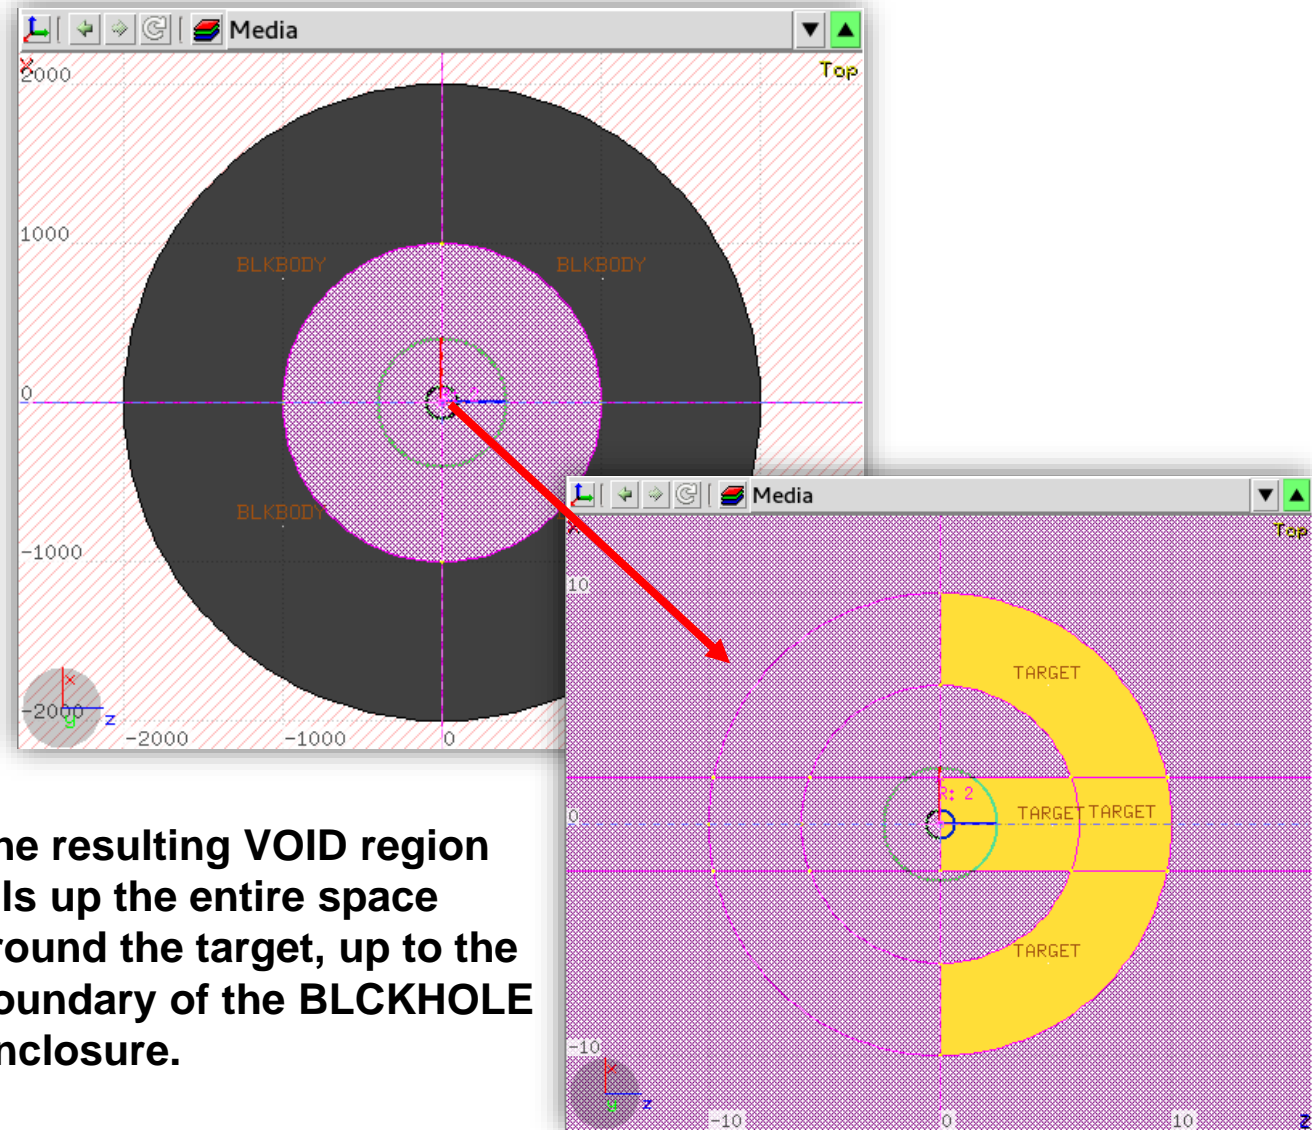 Media
Top
X
2000
1000
BLKBODY BLKBODY
0
BLKBODY
-1000
x
-2000
y z
-2000 -1000 0
Media
Top
10
TARGET
R: 2
TARGET TARGET
0
TARGET
-10
x
y z
-10 0 10 z
he resulting VOID region
ls up the entire space
round the target, up to the
oundary of the BLCKHOLE
nclosure.